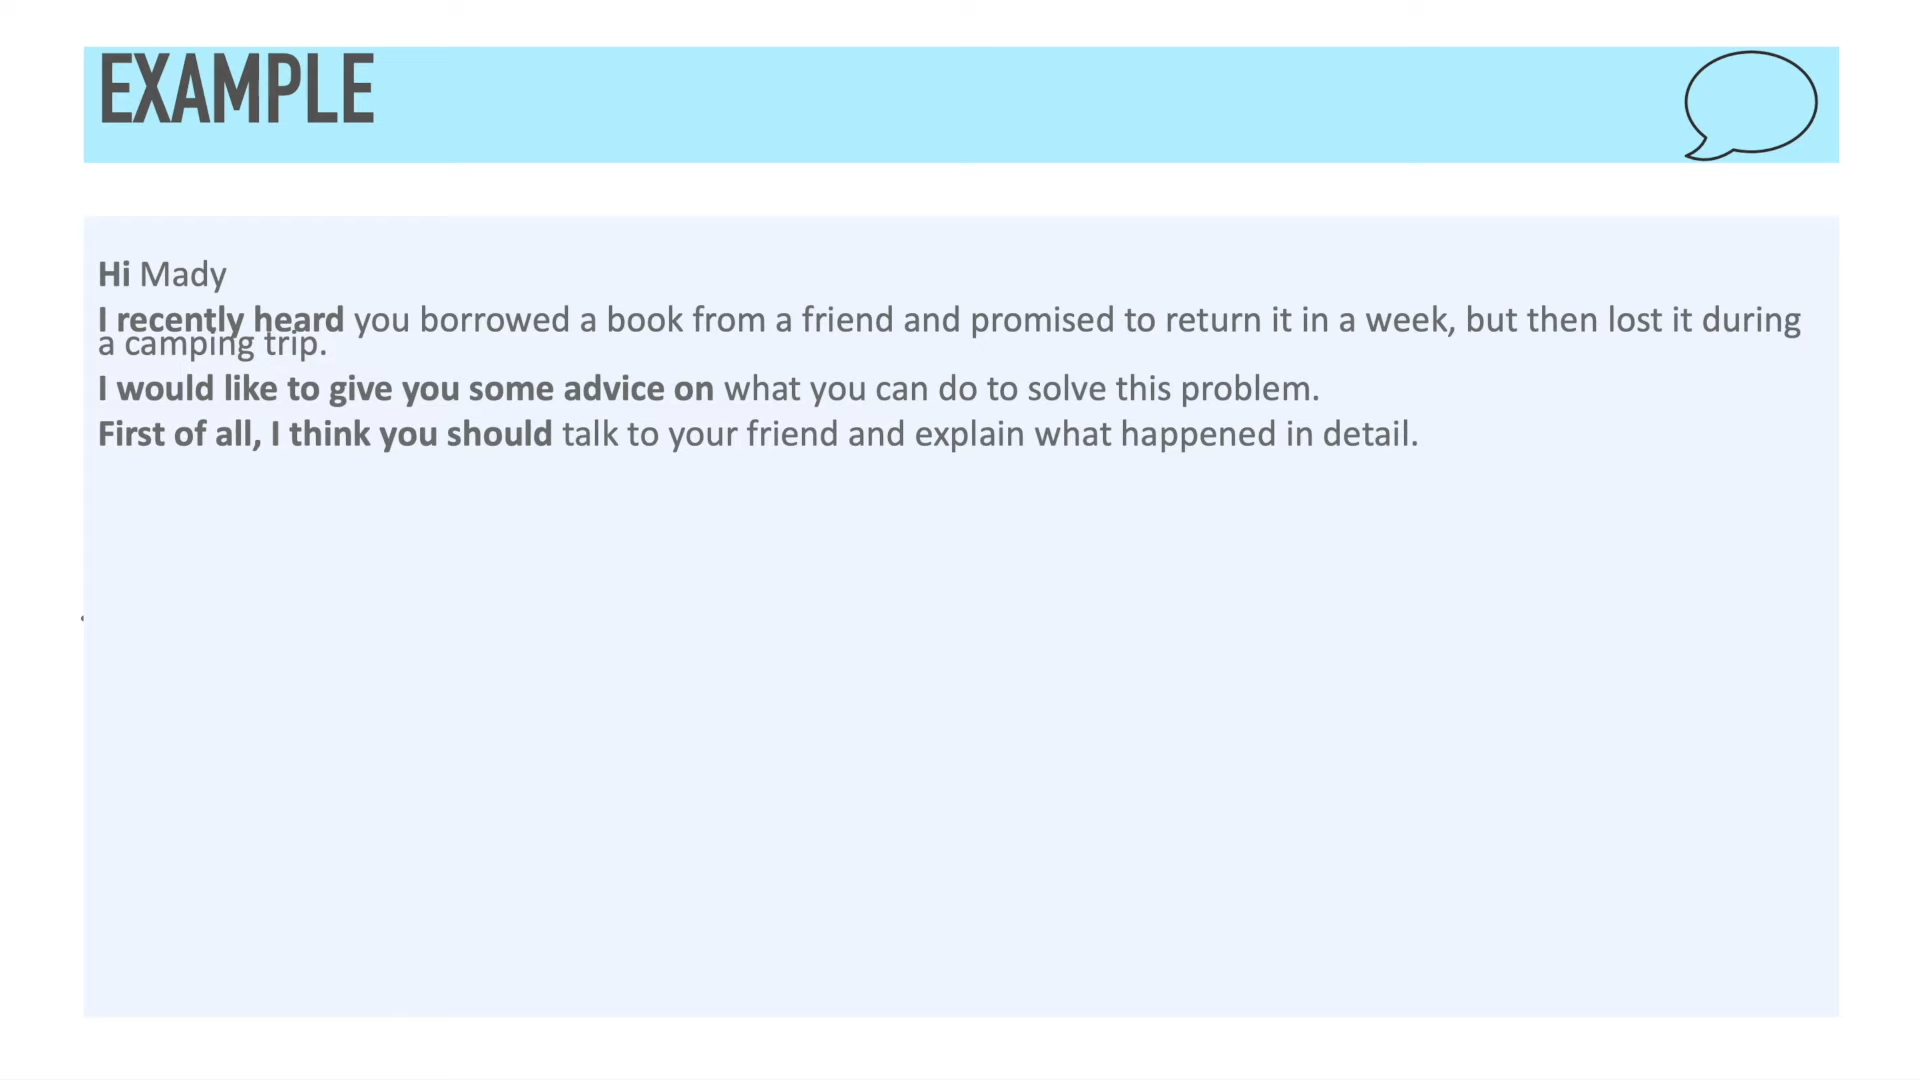 EXAMPLE
Hi Mady
I recently heard you borrowed a book from a friend and promised to return it in a week, but then lost it during
a camping trip.
I would like to give you some advice on what you can do to solve this problem.
First of all, I think you should talk to your friend and explain what happened in detail.